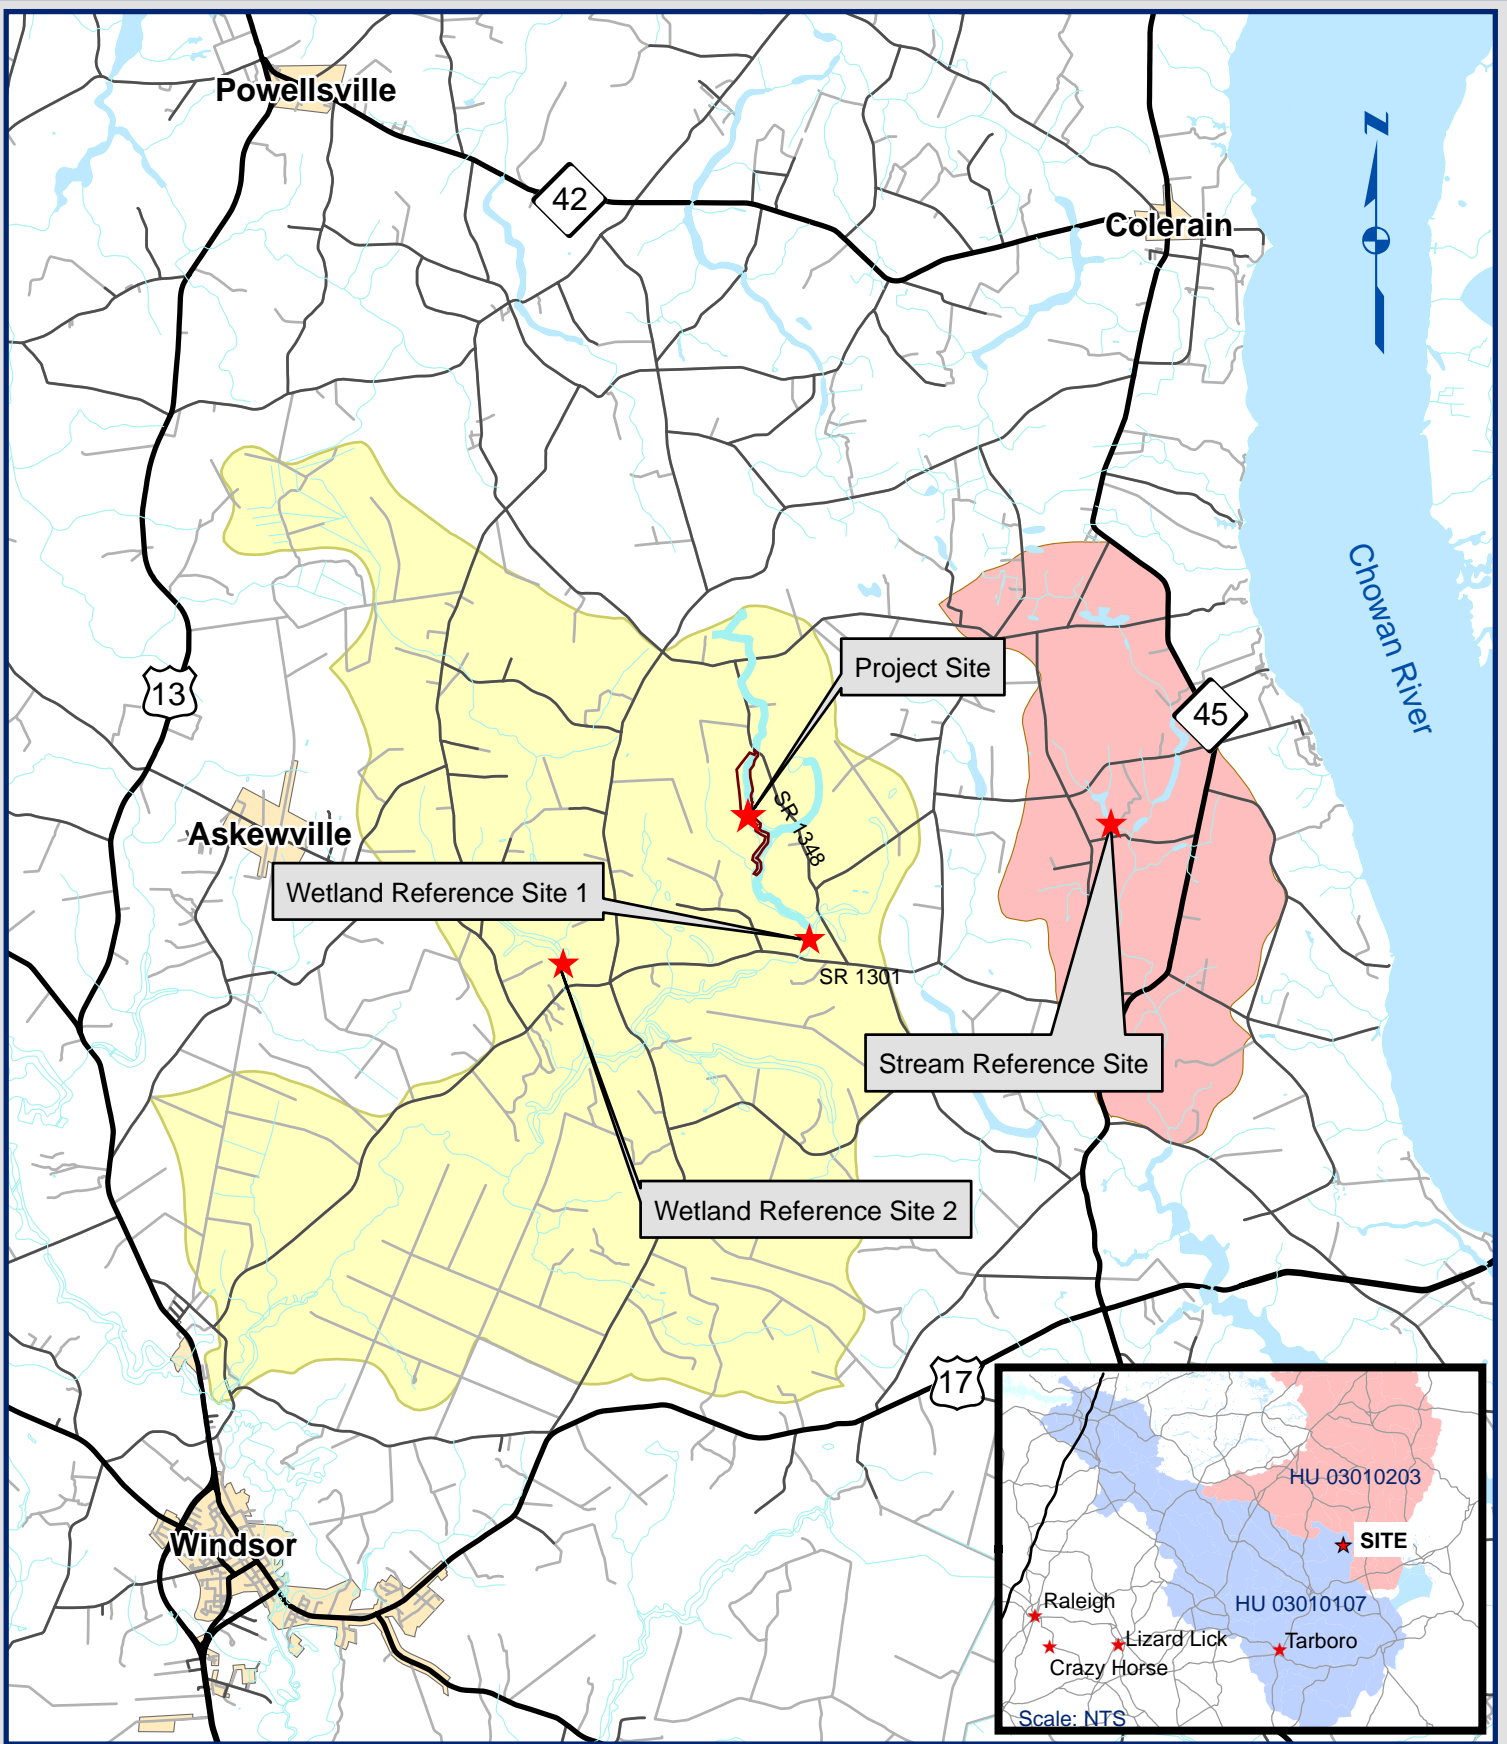 Powellsville
42
Colerain
N
Chowan River
Project Site
13
45
SR 1348
Askewville
Wetland Reference Site 1
SR 1301
Stream Reference Site
Wetland Reference Site 2
17
HU 03010203
SITE
Windsor
HU 03010107
Raleigh
Lizard Lick
Tarboro
Crazy Horse
Scale: NTS